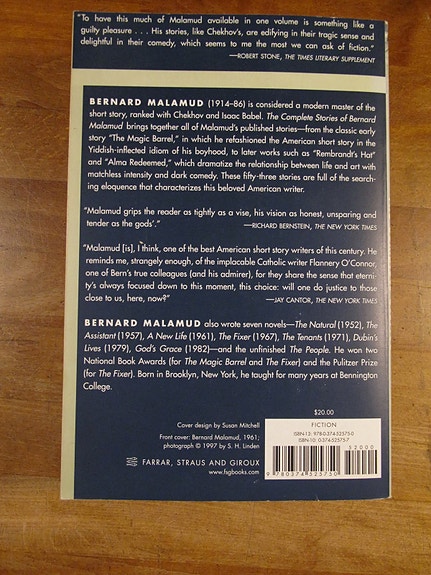 “To have this much of Malamud available in one volume is something like a
guilty pleasure . . . His stories, like Chekhov’s, are edifying in their tragic sense and
delightful in their comedy, which seems to me the most we can ask of fiction.”
—ROBERT STONE, THE TIMES LITERARY SUPPLEMENT
BERNARD MALAMUD (1914–86) is considered a modern master of the
short story, ranked with Chekhov and Isaac Babel. The Complete Stories of Bernard
Malamud brings together all of Malamud’s published stories—from the classic early
story “The Magic Barrel,” in which he refashioned the American short story in the
Yiddish-inflected idiom of his boyhood, to later works such as “Rembrandt’s Hat”
and “Alma Redeemed,” which dramatize the relationship between life and art with
matchless intensity and dark comedy. These fifty-three stories are full of the search-
ing eloquence that characterizes this beloved American writer.
“Malamud grips the reader as tightly as a vise, his vision as honest, unsparing and
tender as the gods’.”
—RICHARD BERNSTEIN, THE NEW YORK TIMES
“Malamud [is], I think, one of the best American short story writers of this century. He
reminds me, strangely enough, of the implacable Catholic writer Flannery O’Connor,
one of Bern’s true colleagues (and his admirer), for they share the sense that eterni-
ty’s always focused down to this moment, this choice: will one do justice to those
close to us, here, now?”
—JAY CANTOR, THE NEW YORK TIMES
BERNARD MALAMUD also wrote seven novels—The Natural (1952), The
Assistant (1957), A New Life (1961), The Fixer (1967), The Tenants (1971), Dubin’s
Lives (1979), God’s Grace (1982)—and the unfinished The People. He won two
National Book Awards (for The Magic Barrel and The Fixer) and the Pulitzer Prize
(for The Fixer). Born in Brooklyn, New York, he taught for many years at Bennington
College.
$20.00
Cover design by Susan Mitchell
Front cover: Bernard Malamud, 1961;
photograph © 1997 by S. H. Linden
FARRAR, STRAUS AND GIROUX
www.fsgbooks.com
FICTION
ISBN-13: 978-0-374-52575-0
ISBN-10: 0-374-52575-7
52000
9 780374 525750